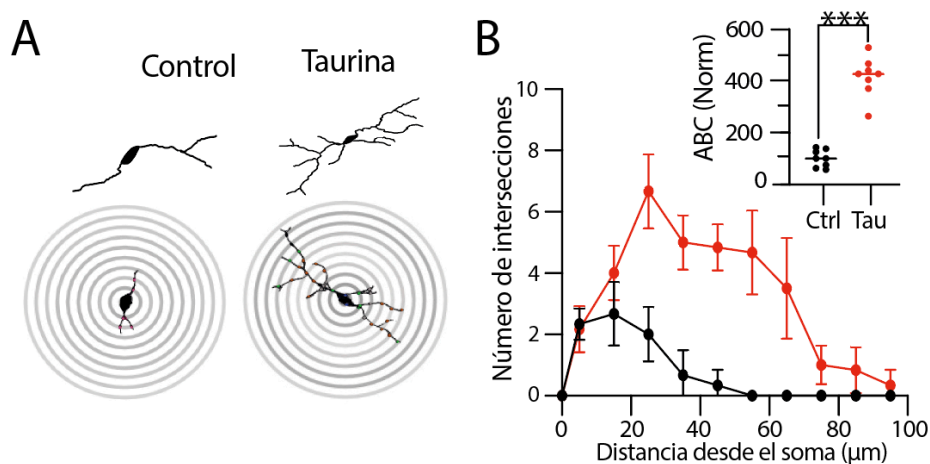 A
Control
Taurina
B
Número de intersecciones
10
8
6
4
2
0
0
20
40
60
80
100
Distancia desde el soma (µm)
ABC (Norm)
600
400
200
0
***
Ctrl
Tau